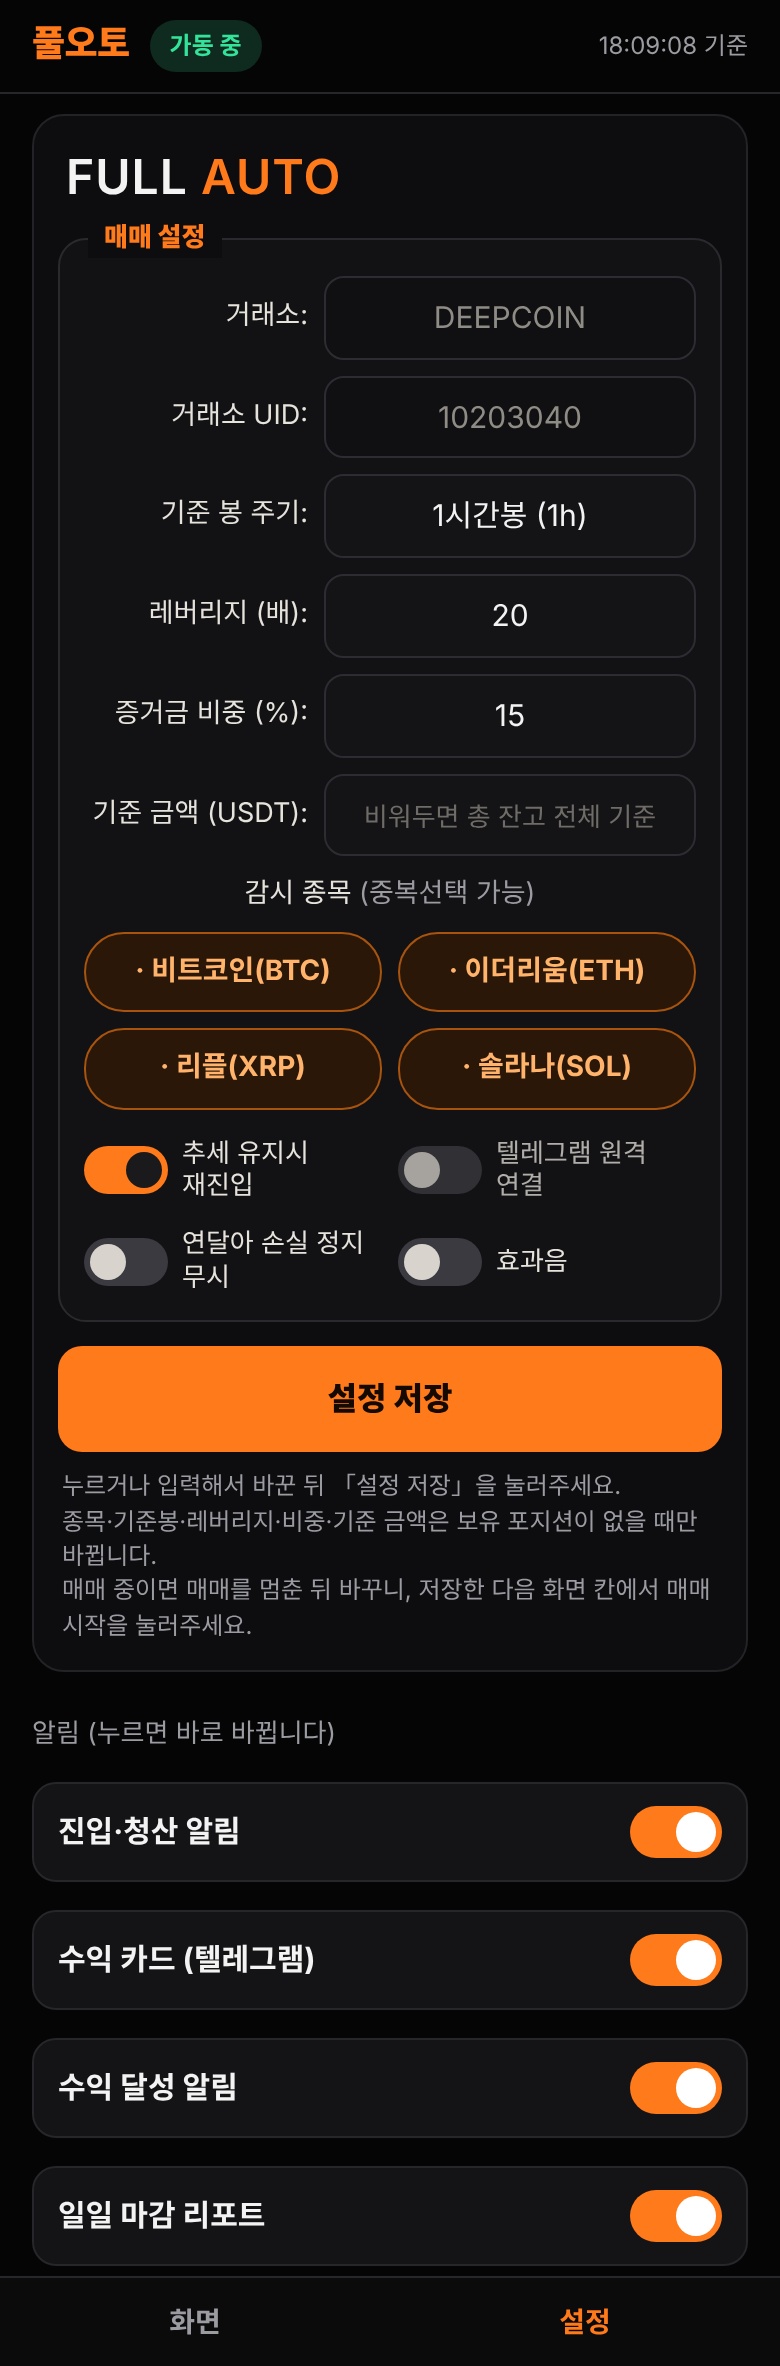 풀오토 가동 중 18:09:08 기준
FULL AUTO
매매 설정
거래소: DEEPCOIN
거래소 UID: 10203040
기준 봉 주기: 1시간봉 (1h)
레버리지 (배): 20
증거금 비중 (%): 15
기준 금액 (USDT): 비워두면 총 잔고 전체 기준
감시 종목 (중복선택 가능)
· 비트코인(BTC) · 이더리움(ETH)
· 리플(XRP) · 솔라나(SOL)
추세 유지시
재진입
텔레그램 원격
연결
연달아 손실 정지
무시
효과음
설정 저장
누르거나 입력해서 바꾼 뒤 「설정 저장」을 눌러주세요.
종목·기준봉·레버리지·비중·기준 금액은 보유 포지션이 없을 때만
바뀝니다.
매매 중이면 매매를 멈춘 뒤 바꾸니, 저장한 다음 화면 칸에서 매매
시작을 눌러주세요.
알림 (누르면 바로 바뀝니다)
진입·청산 알림
수익 카드 (텔레그램)
수익 달성 알림
일일 마감 리포트
화면 설정